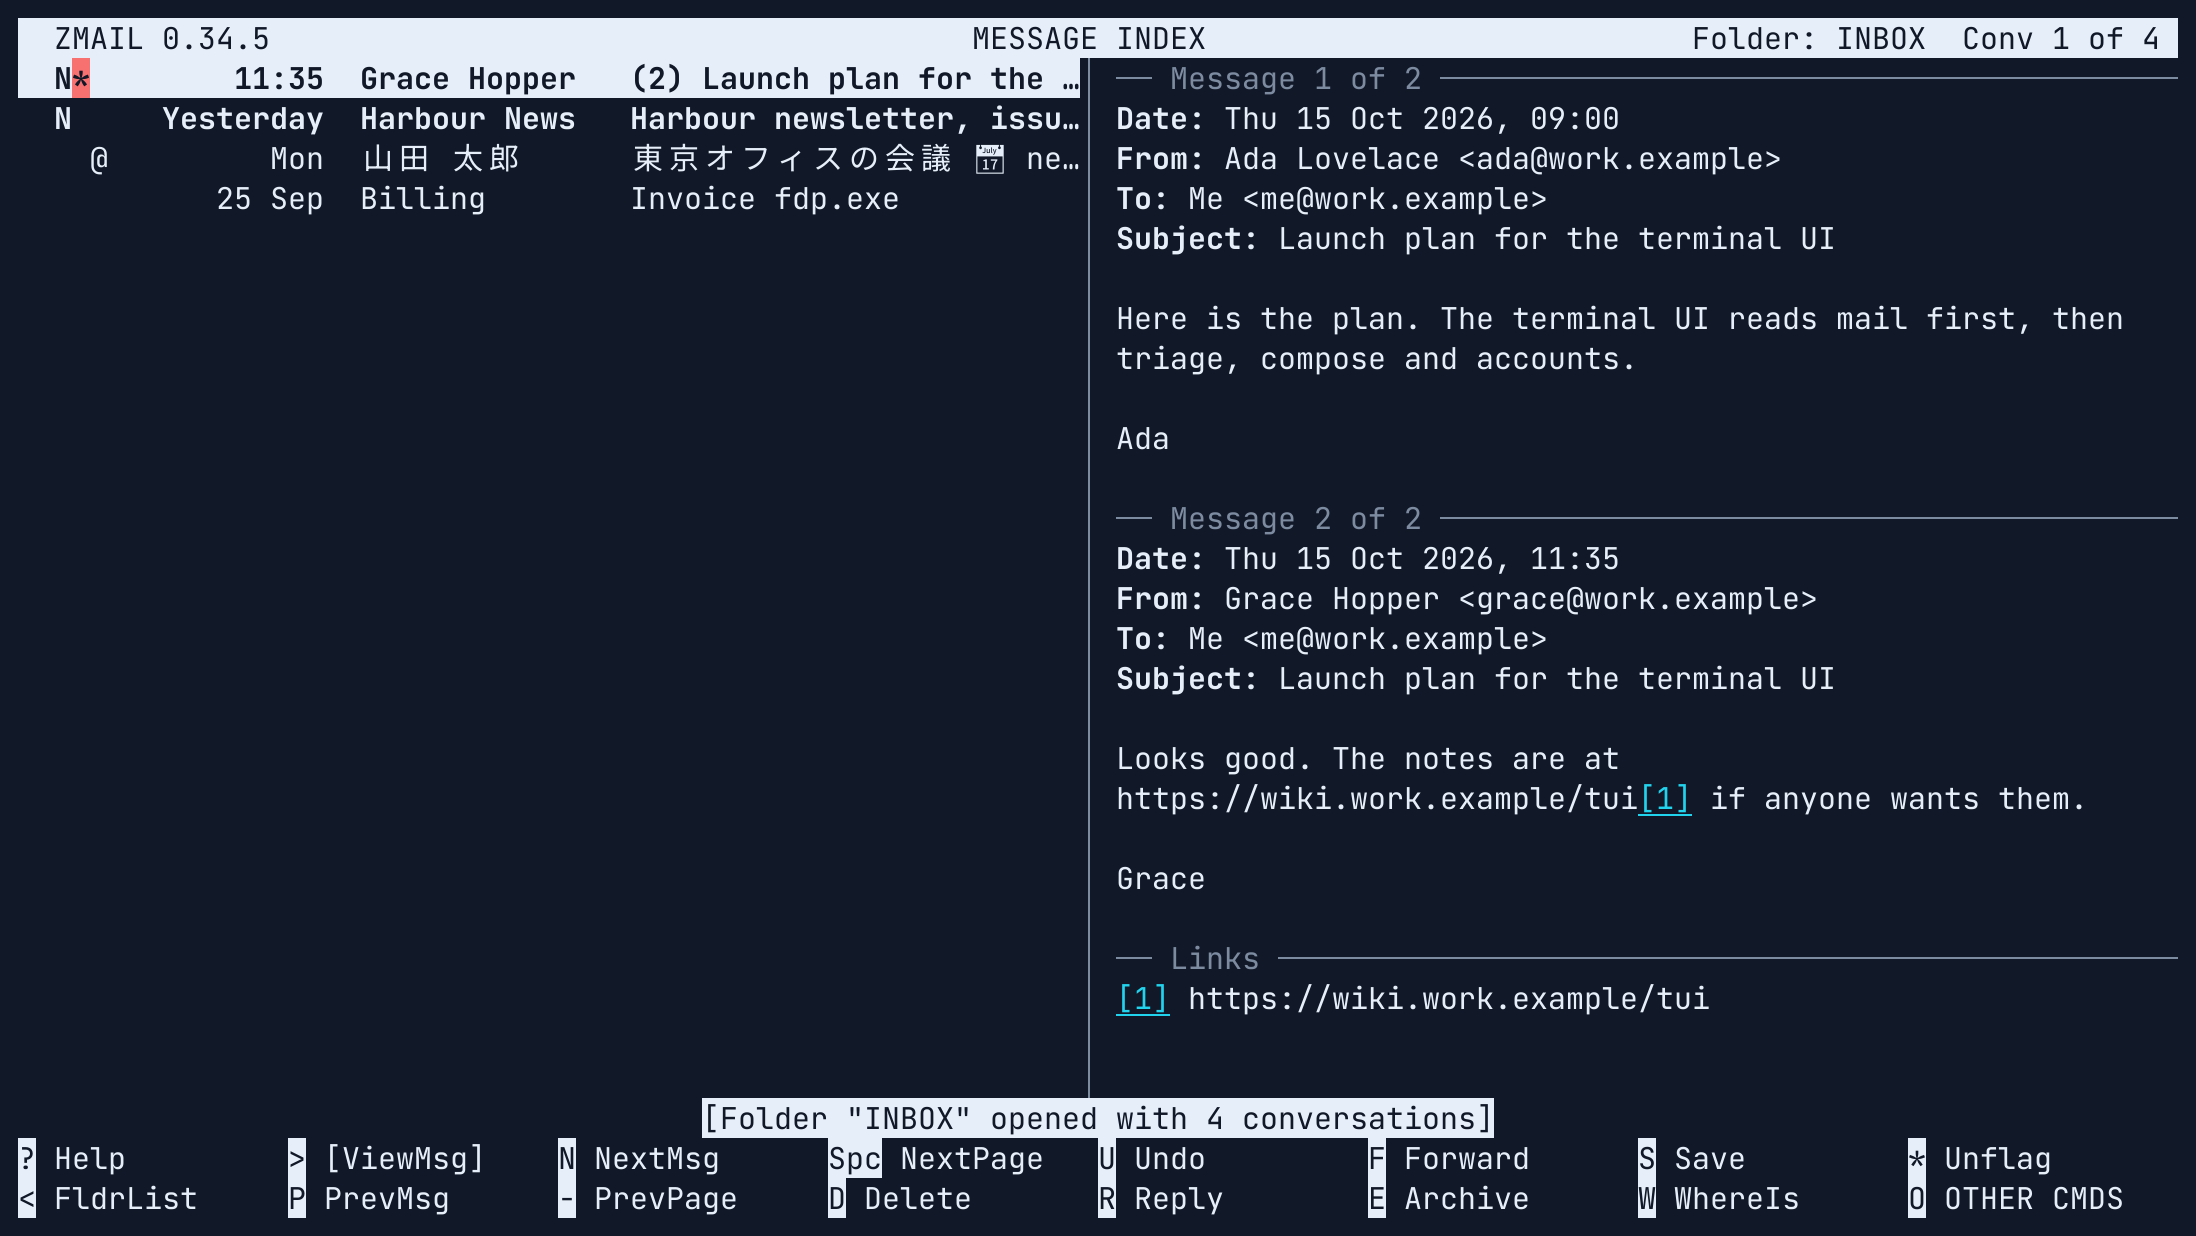 ZMAIL 0.34.5 MESSAGE INDEX Folder: INBOX Conv 1 of 4
N* 11:35 Grace Hopper (2) Launch plan for the …
N Yesterday Harbour News Harbour newsletter, issu…
@ Mon 山田 太郎 東京オフィスの会議 📅 ne…
25 Sep Billing Invoice fdp.exe
Message 1 of 2
Date: Thu 15 Oct 2026, 09:00
From: Ada Lovelace <ada@work.example>
To: Me <me@work.example>
Subject: Launch plan for the terminal UI
Here is the plan. The terminal UI reads mail first, then
triage, compose and accounts.
Ada
Message 2 of 2
Date: Thu 15 Oct 2026, 11:35
From: Grace Hopper <grace@work.example>
To: Me <me@work.example>
Subject: Launch plan for the terminal UI
Looks good. The notes are at
https://wiki.work.example/tui[1] if anyone wants them.
Grace
Links
[1] https://wiki.work.example/tui
[Folder "INBOX" opened with 4 conversations]
? Help > [ViewMsg] N NextMsg Spc NextPage U Undo F Forward S Save * Unflag
< FldrList P PrevMsg - PrevPage D Delete R Reply E Archive W WhereIs O OTHER CMDS